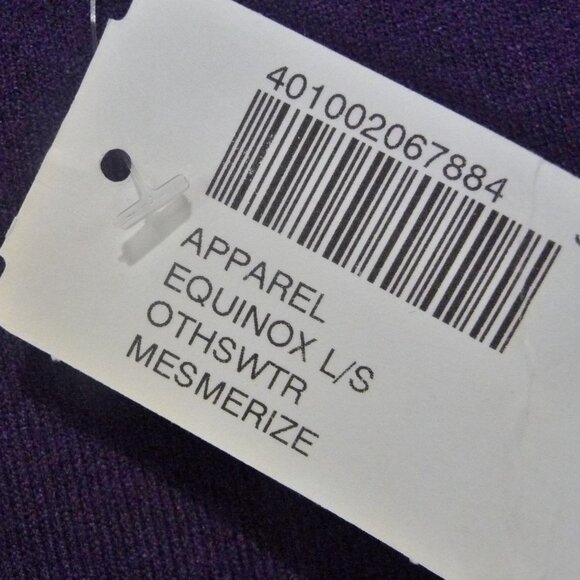 401002067884
APPAREL
EQUINOX L/S
OTHSWTR
MESMERIZE